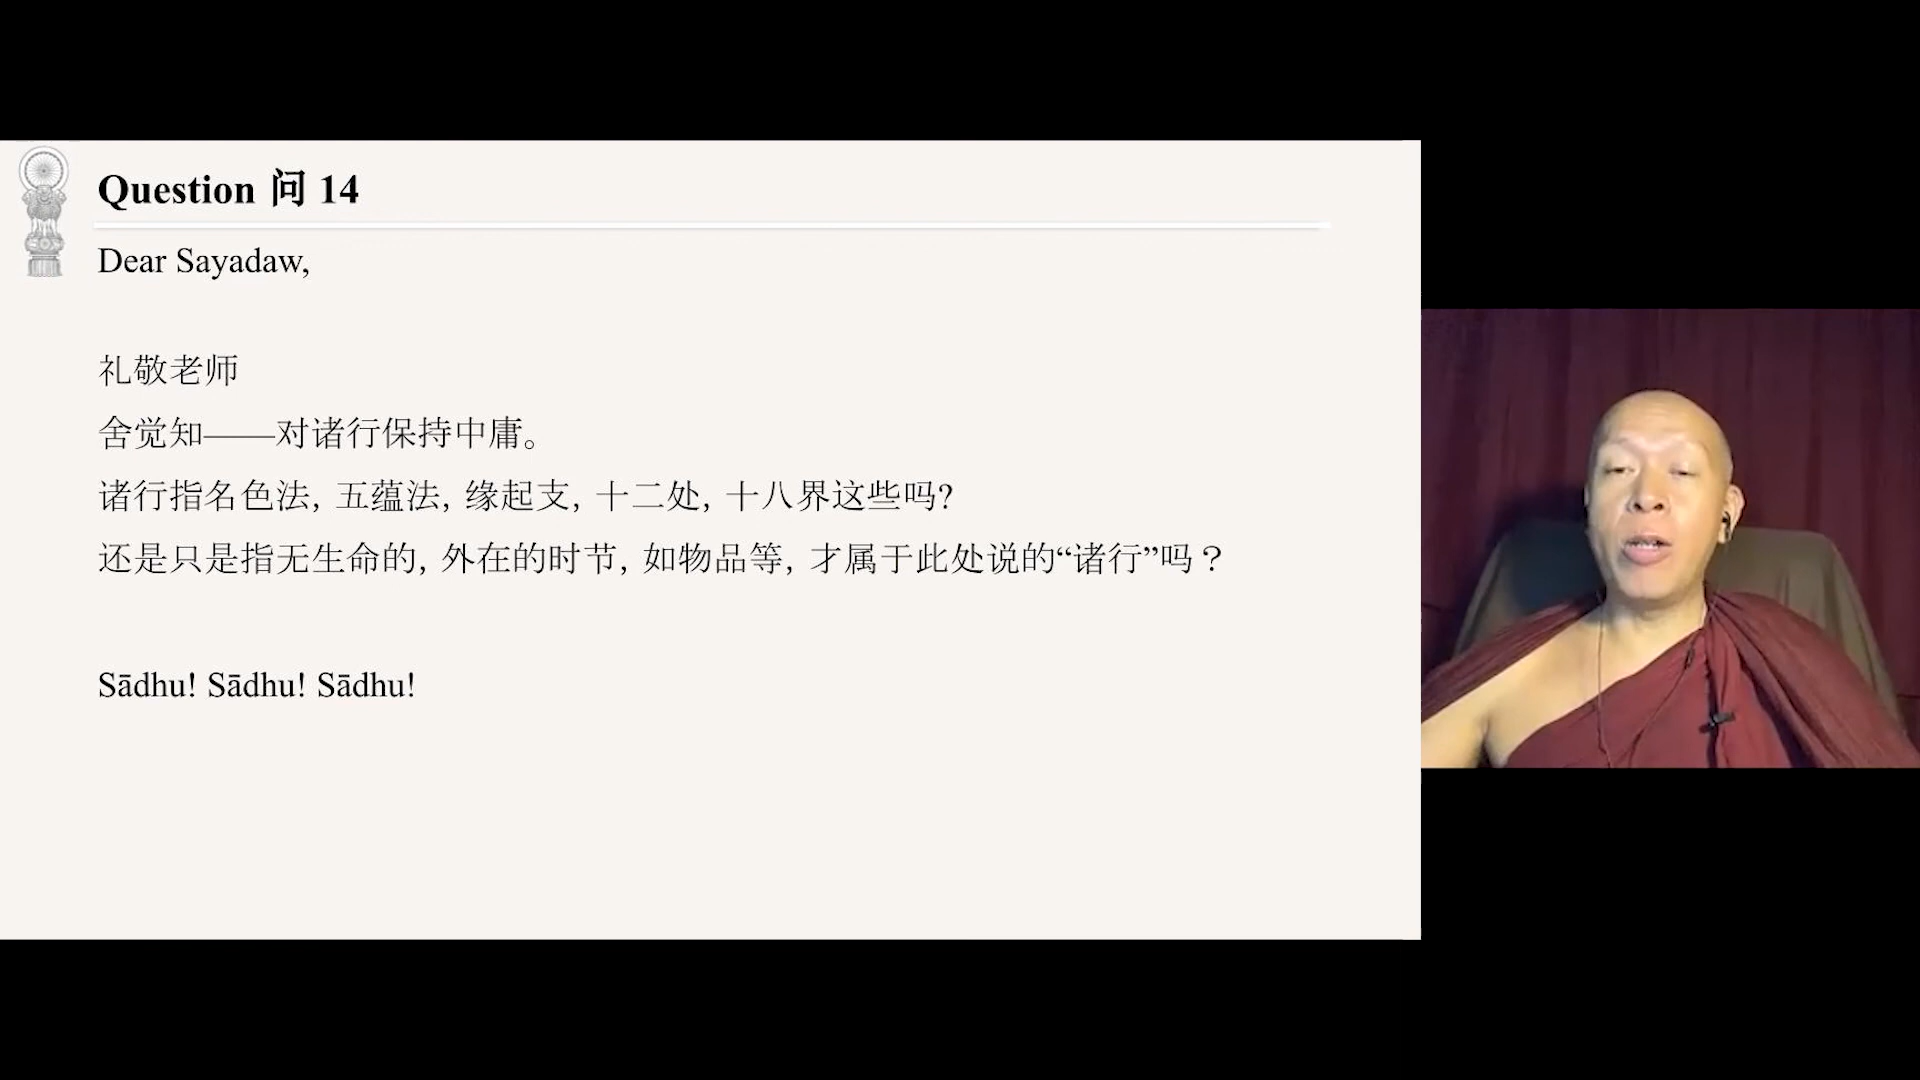 Question 问 14
Dear Sayadaw,
礼敬老师
舍觉知——对诸行保持中庸。
诸行指名色法, 五蕴法, 缘起支, 十二处, 十八界这些吗?
还是只是指无生命的, 外在的时节, 如物品等, 才属于此处说的“诸行”吗？
Sādhu! Sādhu! Sādhu!